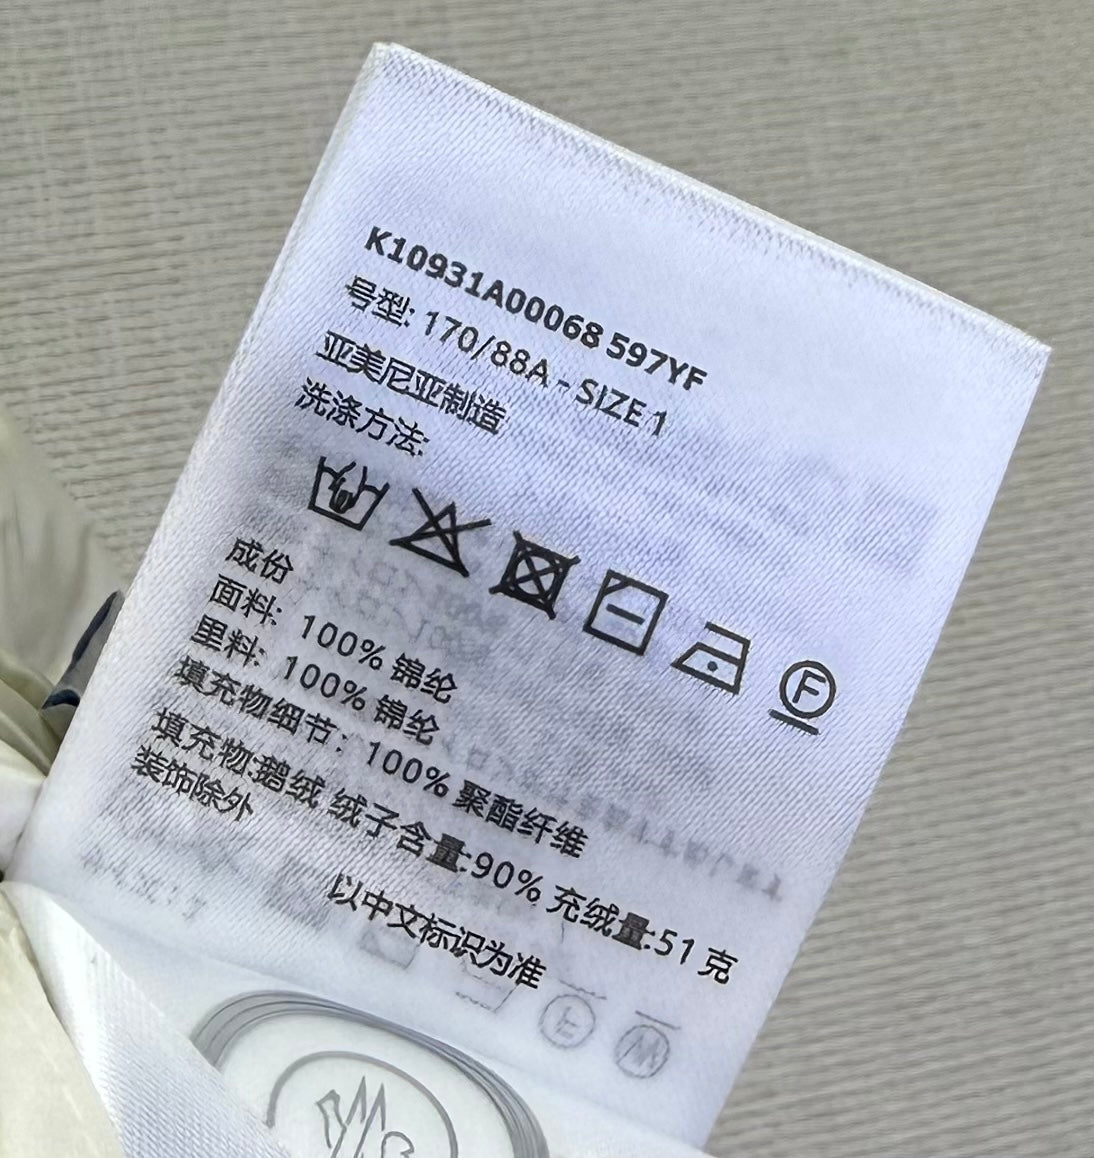 K10931A00068 597YF
号型: 170/88A - SIZE 1
亚美尼亚制造
洗涤方法:
F
成份
面料: 100% 锦纶
里料: 100% 锦纶
填充物细节: 100% 聚酯纤维
填充物:鹅绒 绒子含量:90% 充绒量:51 克
装饰除外
以中文标识为准